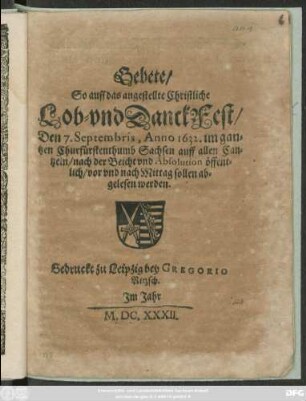 Gebete/
So auff das angestellte Christliche
Lob-vnd DanckFest/
Den 7. Septembris, Anno 1632. im gan-
tzen Churfürstenthumb Sachsen auff allen Can-
tzeln/nach der Beicht vnd Absolution öffent-
lich/vor vnd nach Mittag sollen ab-
gelesen werden.
Gedruckt zu Leipzig bey GREGORIO
Ritzsch.
Im Jahr
M. DC. XXXII.